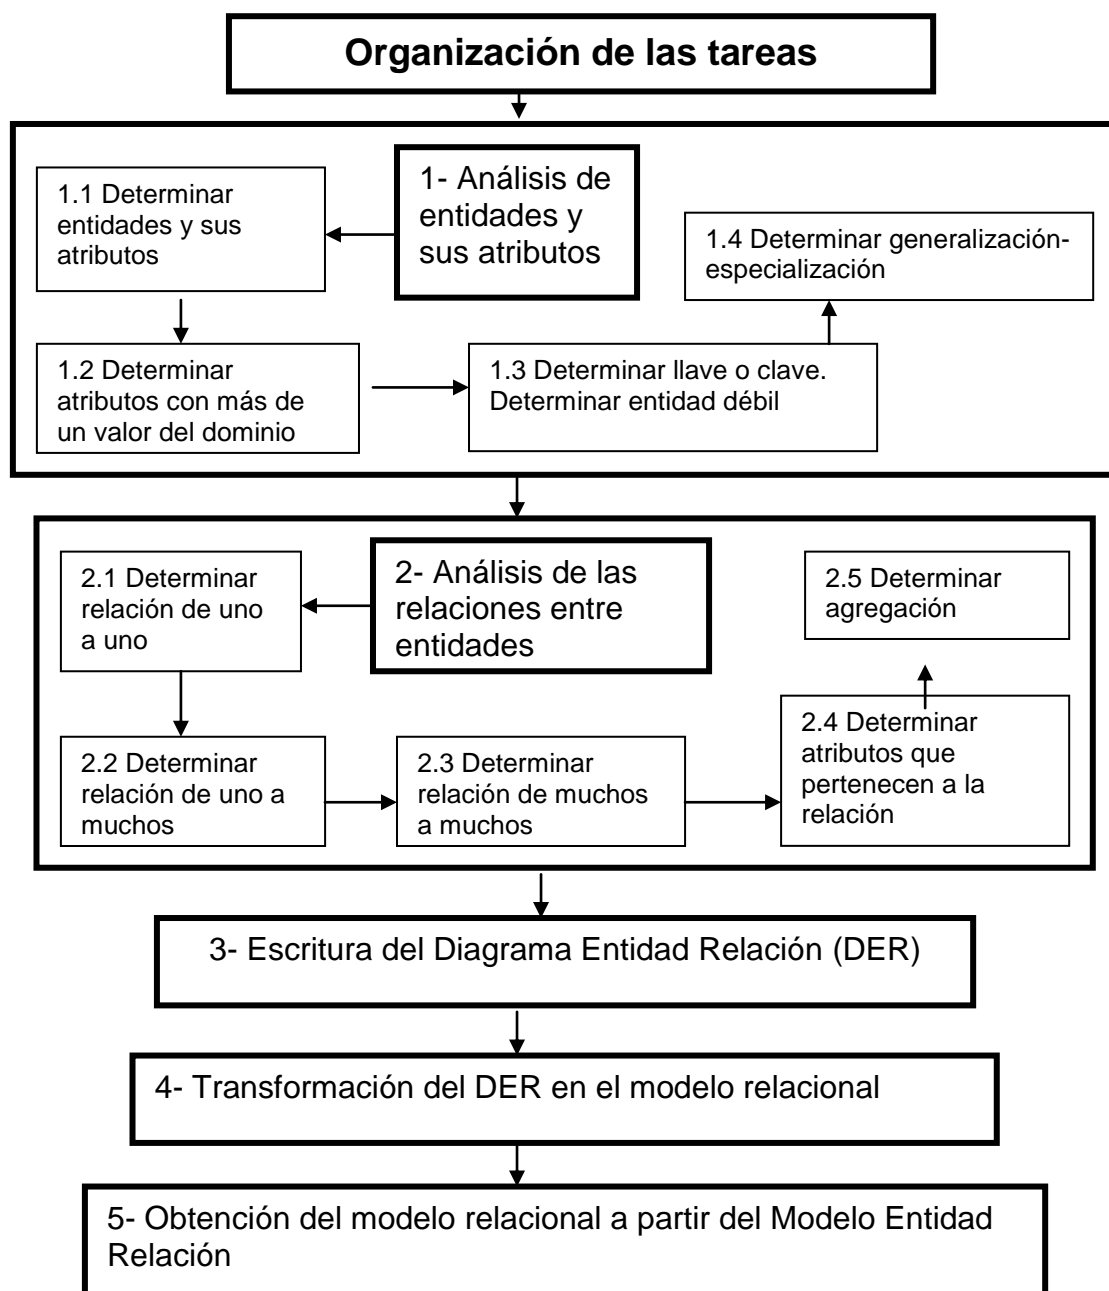 Organización de las tareas
1- Análisis de
entidades y
sus atributos
1.1 Determinar
entidades y sus
atributos
1.2 Determinar
atributos con más de
un valor del dominio
1.3 Determinar llave o clave.
Determinar entidad débil
1.4 Determinar generalización-
especialización
2- Análisis de las
relaciones entre
entidades
2.1 Determinar
relación de uno
a uno
2.2 Determinar
relación de uno a
muchos
2.3 Determinar
relación de muchos
a muchos
2.4 Determinar
atributos que
pertenecen a la
relación
2.5 Determinar
agregación
3- Escritura del Diagrama Entidad Relación (DER)
4- Transformación del DER en el modelo relacional
5- Obtención del modelo relacional a partir del Modelo Entidad
Relación